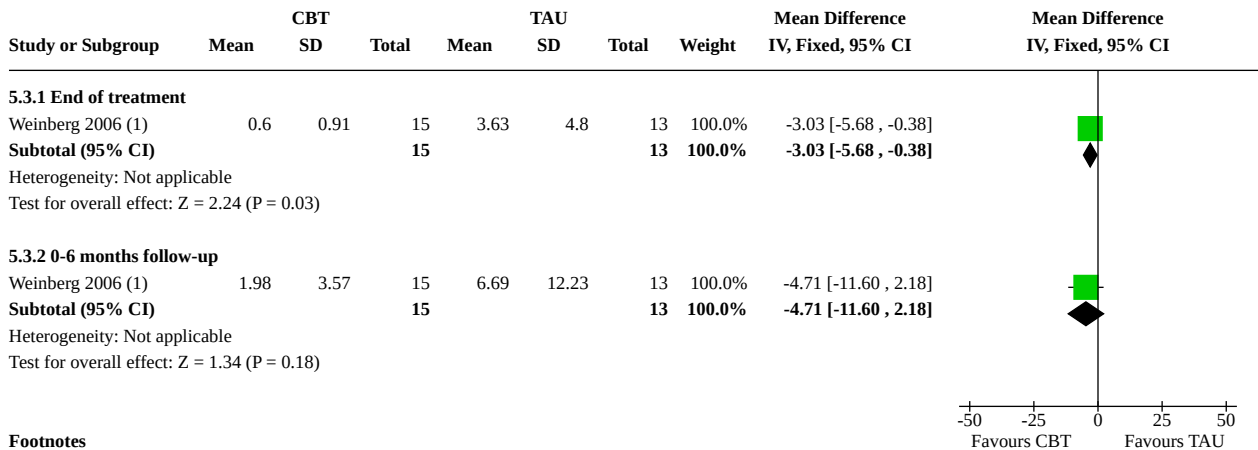 CBT TAU Mean Difference Mean Difference
Study or Subgroup Mean SD Total Mean SD Total Weight IV, Fixed, 95% CI IV, Fixed, 95% CI
5.3.1 End of treatment
Weinberg 2006 (1) 0.6 0.91 15 3.63 4.8 13 100.0% -3.03 [-5.68 , -0.38]
Subtotal (95% CI) 15 13 100.0% -3.03 [-5.68 , -0.38]
Heterogeneity: Not applicable
Test for overall effect: Z = 2.24 (P = 0.03)
5.3.2 0-6 months follow-up
Weinberg 2006 (1) 1.98 3.57 15 6.69 12.23 13 100.0% -4.71 [-11.60 , 2.18]
Subtotal (95% CI) 15 13 100.0% -4.71 [-11.60 , 2.18]
Heterogeneity: Not applicable
Test for overall effect: Z = 1.34 (P = 0.18)
-50 -25 0 25 50
Footnotes Favours CBT Favours TAU